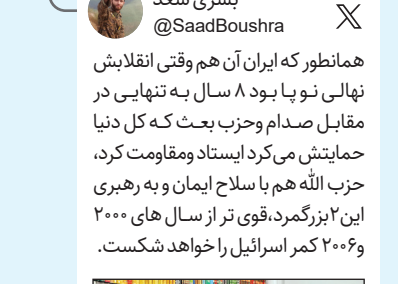 بشری سعد
@SaadBoushra
همانطور که ایران آن هم وقتی انقلابش
نهالی نو پا بود ۸ سال به تنهایی در
مقابل صدام وحزب بعث که کل دنیا
حمایتش می‌کرد ایستاد ومقاومت کرد،
حزب الله هم با سلاح ایمان و به رهبری
این۲بزرگمرد،قوی تر از سال های ۲۰۰۰
و۲۰۰۶ کمر اسرائیل را خواهد شکست.